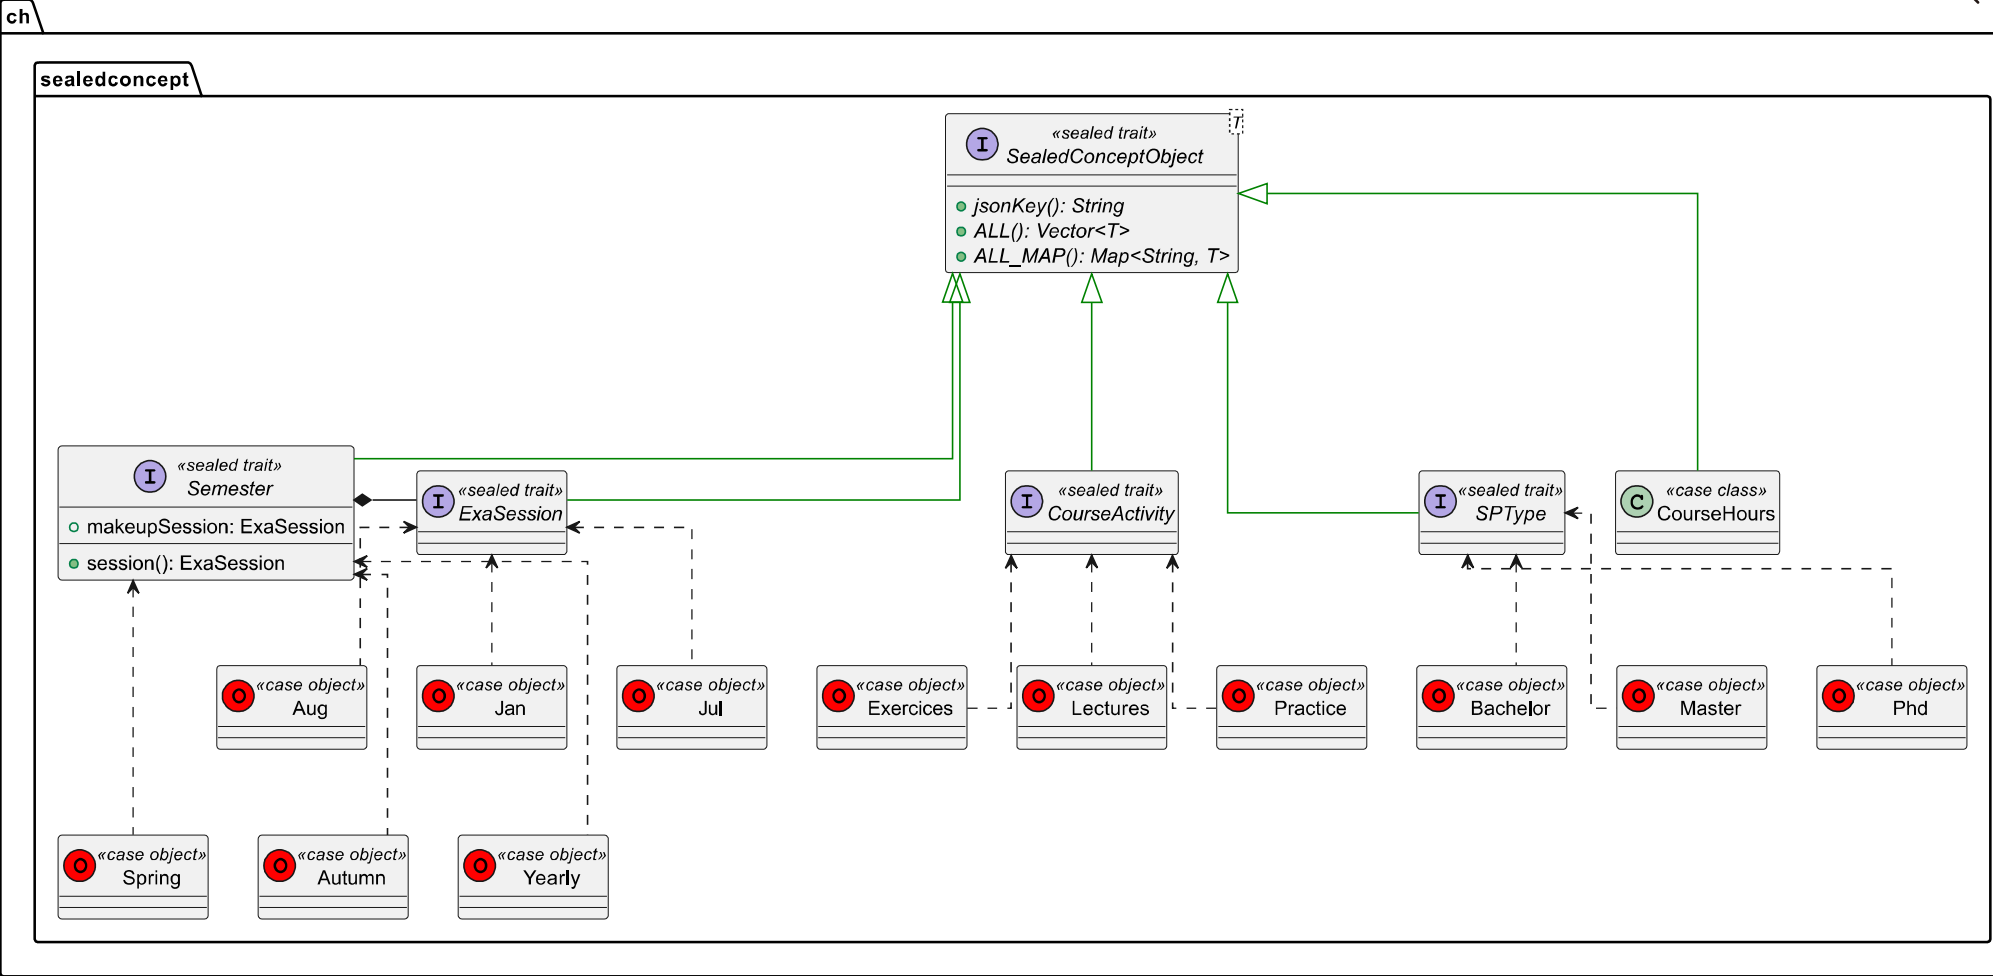 ch
sealedconcept
T
«sealed trait»
SealedConceptObject
jsonKey(): String
ALL(): Vector<T>
ALL_MAP(): Map<String, T>
I
«sealed trait»
Semester
makeupSession: ExaSession
session(): ExaSession
I
«sealed trait»
ExaSession
I
«sealed trait»
CourseActivity
I
«sealed trait»
SPType
I
«case class»
CourseHours
C
«case object»
Aug
O
«case object»
Jan
O
«case object»
Jul
O
«case object»
Exercices
O
«case object»
Lectures
O
«case object»
Practice
O
«case object»
Bachelor
O
«case object»
Master
O
«case object»
Phd
O
«case object»
Spring
O
«case object»
Autumn
O
«case object»
Yearly
O